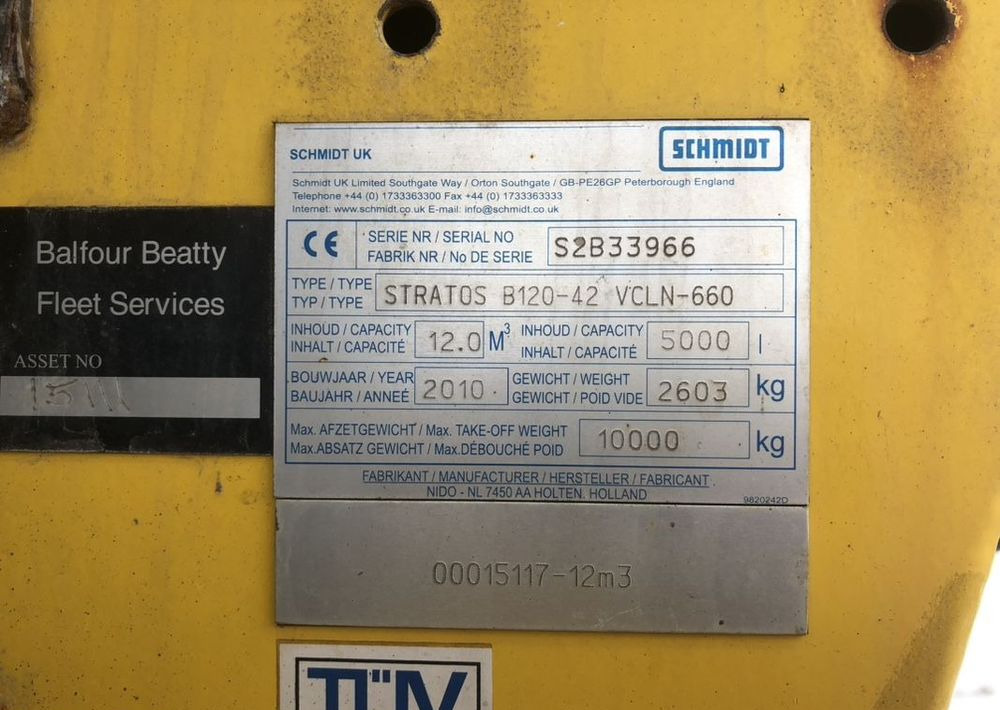 SCHMIDT UK
SCHMIDT
Schmidt UK Limited Southgate Way / Orton Southgate / GB-PE26GP Peterborough England
Telephone +44 (0) 1733363300 Fax +44 (0) 1733363333
Internet: www.schmidt.co.uk E-mail: info@schmidt.co.uk
CE
SERIE NR / SERIAL NO
FABRIK NR / No DE SERIE
S2B33966
TYPE / TYPE
TYP / TYPE
STRATOS B120-42 VCLN-660
INHOUD / CAPACITY
INHALT / CAPACITÉ
12.0 M³
INHOUD / CAPACITY
INHALT / CAPACITÉ
5000 l
BOUWJAAR / YEAR
BAUJAHR / ANNEÉ
2010
GEWICHT / WEIGHT
GEWICHT / POID VIDE
2603 kg
Max. AFZETGEWICHT / Max. TAKE-OFF WEIGHT
Max.ABSATZ GEWICHT / Max.DÉBOUCHÉ POID
10000 kg
FABRIKANT / MANUFACTURER / HERSTELLER / FABRICANT
NIDO - NL 7450 AA HOLTEN. HOLLAND
9820242D
00015117-12m3
Balfour Beatty
Fleet Services
ASSET NO
TÜV